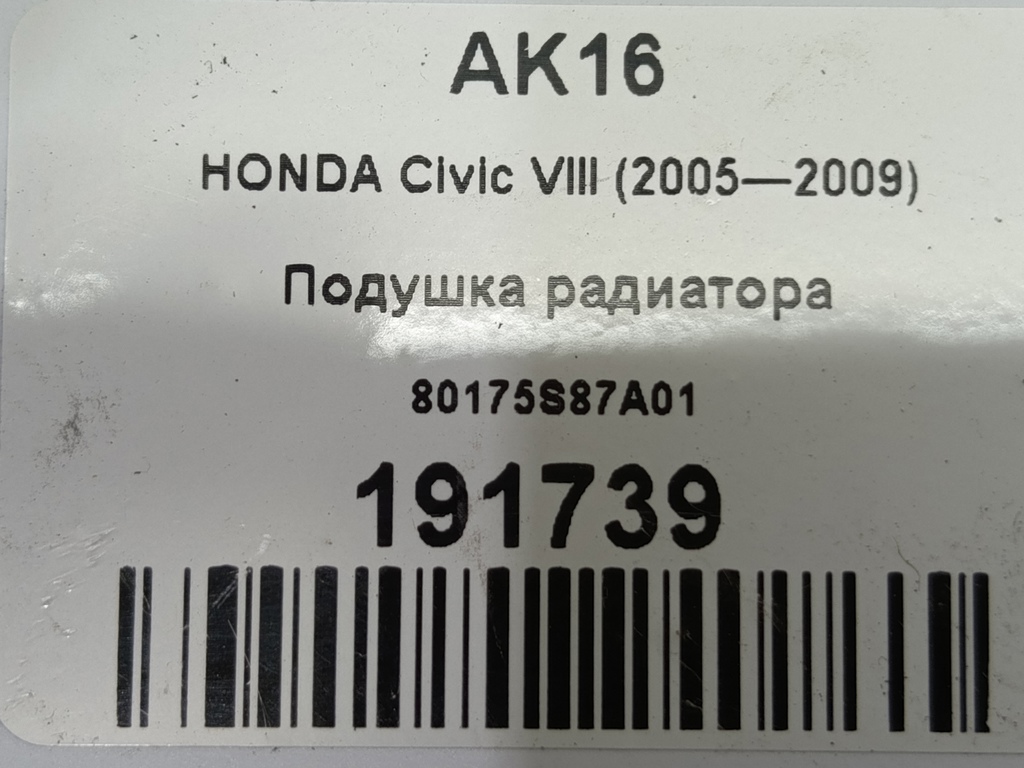 AK16
HONDA Civic VIII (2005—2009)
Подушка радиатора
80175S87A01
191739